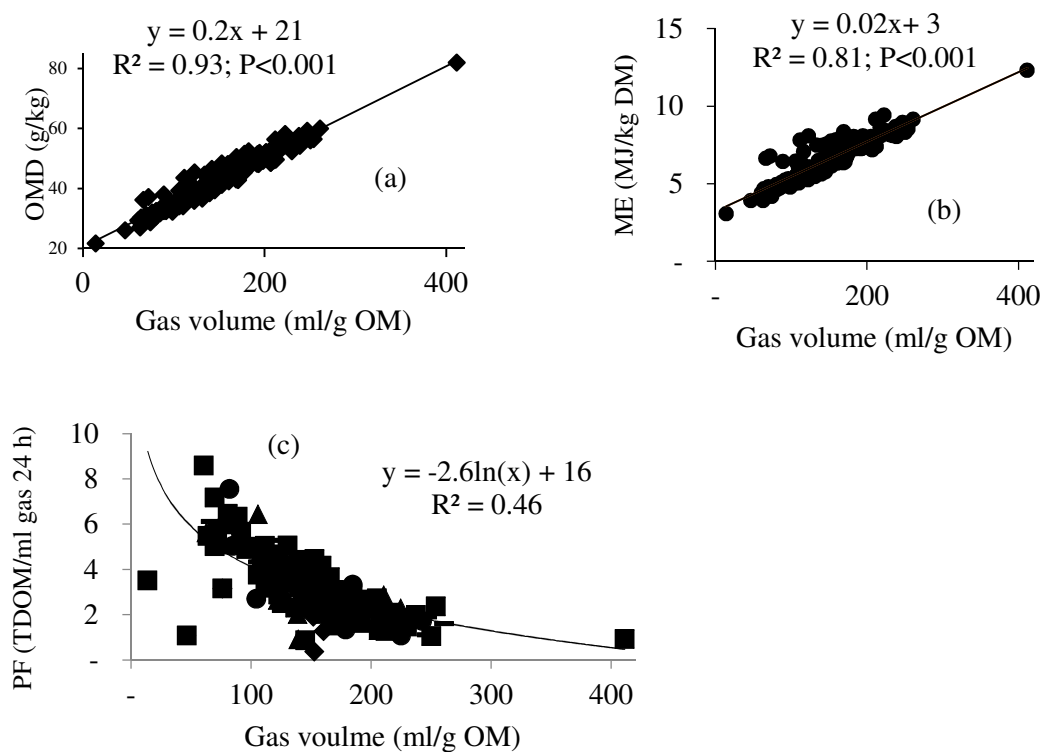 y = 0.2x + 21
R² = 0.93; P<0.001
OMD (g/kg)
80
60
40
20
(a)
0
200
400
Gas volume (ml/g OM)
y = 0.02x+ 3
R² = 0.81; P<0.001
ME (MJ/kg DM)
15
10
5
-
(b)
-
200
400
Gas volume (ml/g OM)
PF (TDOM/ml gas 24 h)
10
8
6
4
2
-
(c)
y = -2.6ln(x) + 16
R² = 0.46
-
100
200
300
400
Gas voulme (ml/g OM)